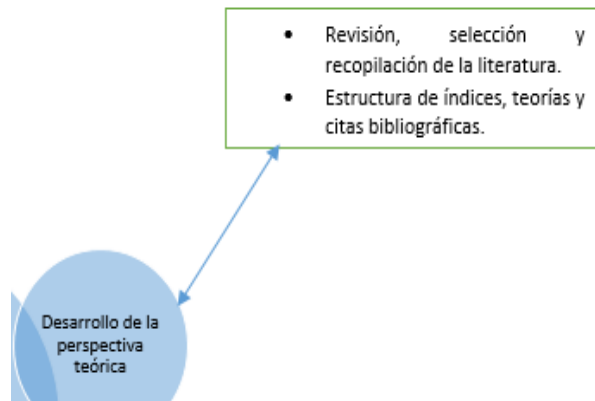 • Revisión, selección y
recopilación de la literatura.
• Estructura de índices, teorías y
citas bibliográficas.
Desarrollo de la
perspectiva
teórica